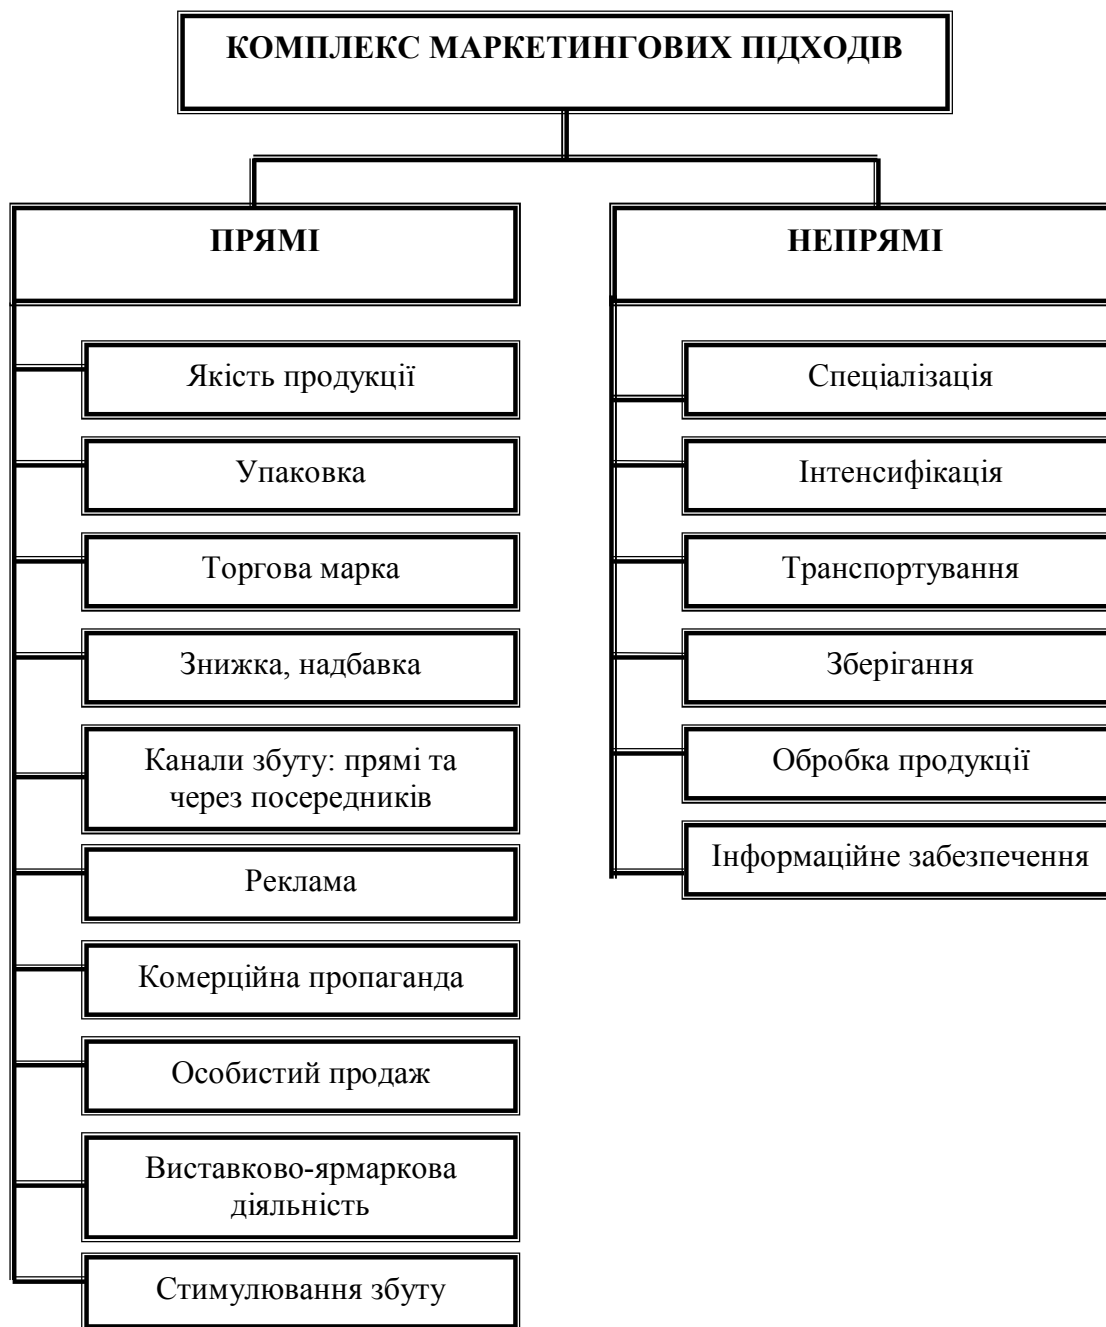 КОМПЛЕКС МАРКЕТИНГОВИХ ПІДХОДІВ
ПРЯМІ
Якість продукції
Упаковка
Торгова марка
Знижка, надбавка
Канали збуту: прямі та
через посередників
Реклама
Комерційна пропаганда
Особистий продаж
Виставково-ярмаркова
діяльність
Стимулювання збуту
НЕПРЯМІ
Спеціалізація
Інтенсифікація
Транспортування
Зберігання
Обробка продукції
Інформаційне забезпечення